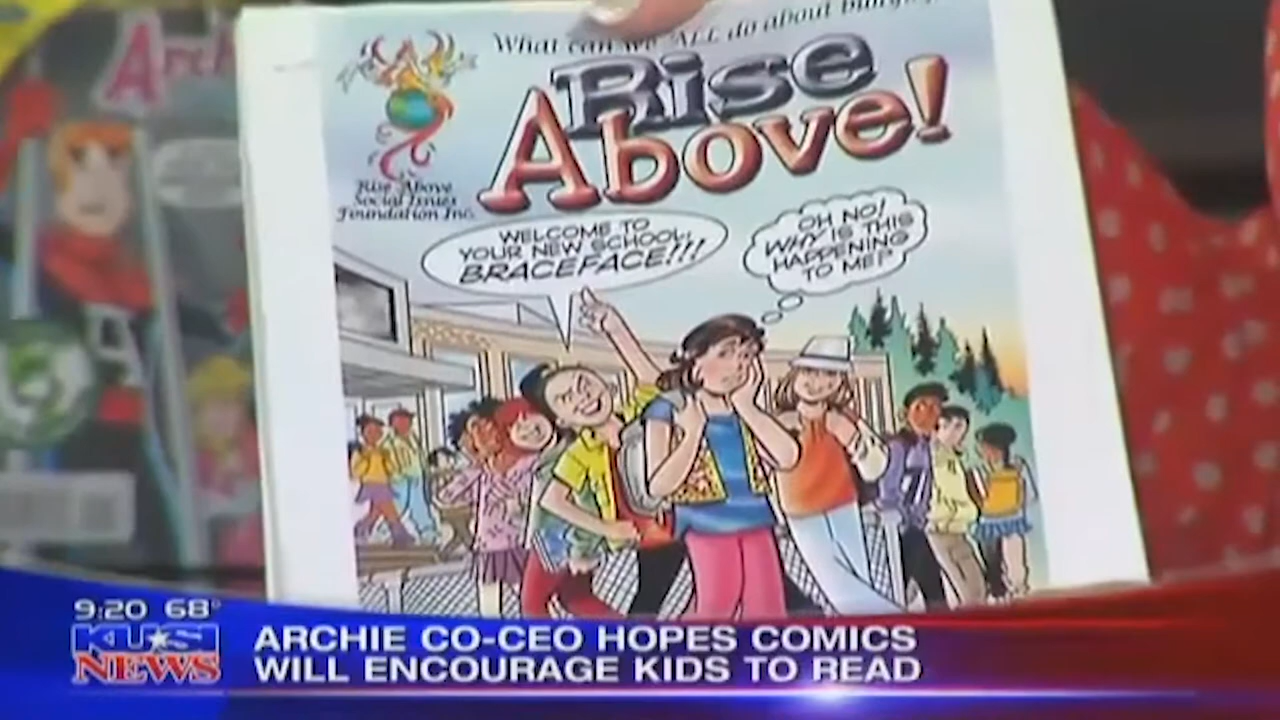 Arch
What can we ALL do about bullying?
Rise
Above!
Rise Above
Social Issues
Foundation Inc.
WELCOME TO
YOUR NEW SCHOOL,
BRACEFACE!!!
OH NO!
WHY IS THIS
HAPPENING
TO ME?
9:20 68°
KUSI
NEWS
ARCHIE CO-CEO HOPES COMICS
WILL ENCOURAGE KIDS TO READ